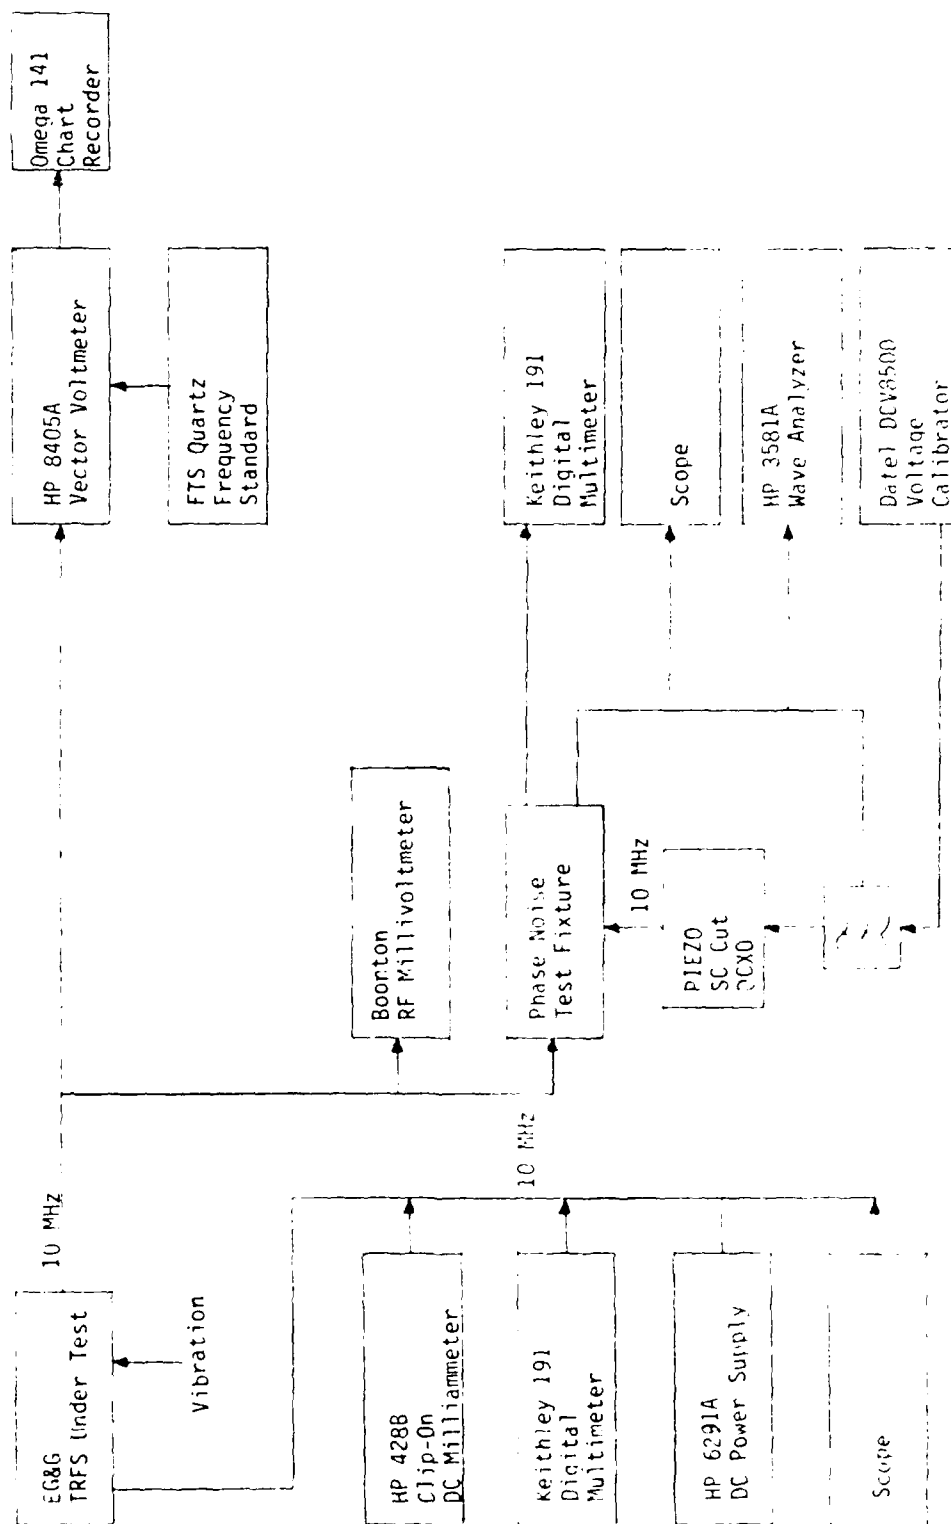 EG&G
TRFS Under Test
10 MHz
Vibration
HP 8405A
Vector Voltmeter
Omega 141
Chart
Recorder
FTS Quartz
Frequency
Standard
HP 428B
Clip-On
DC Milliammeter
Keithley 191
Digital
Multimeter
HP 6291A
DC Power Supply
Scope
10 MHz
Boonton
RF Millivoltmeter
Phase Noise
Test Fixture
10 MHz
PIEZO
SC Cut
Keithley 191
Digital
Multimeter
Scope
HP 3581A
Wave Analyzer
Datel DCV8500
Voltage
Calibrator